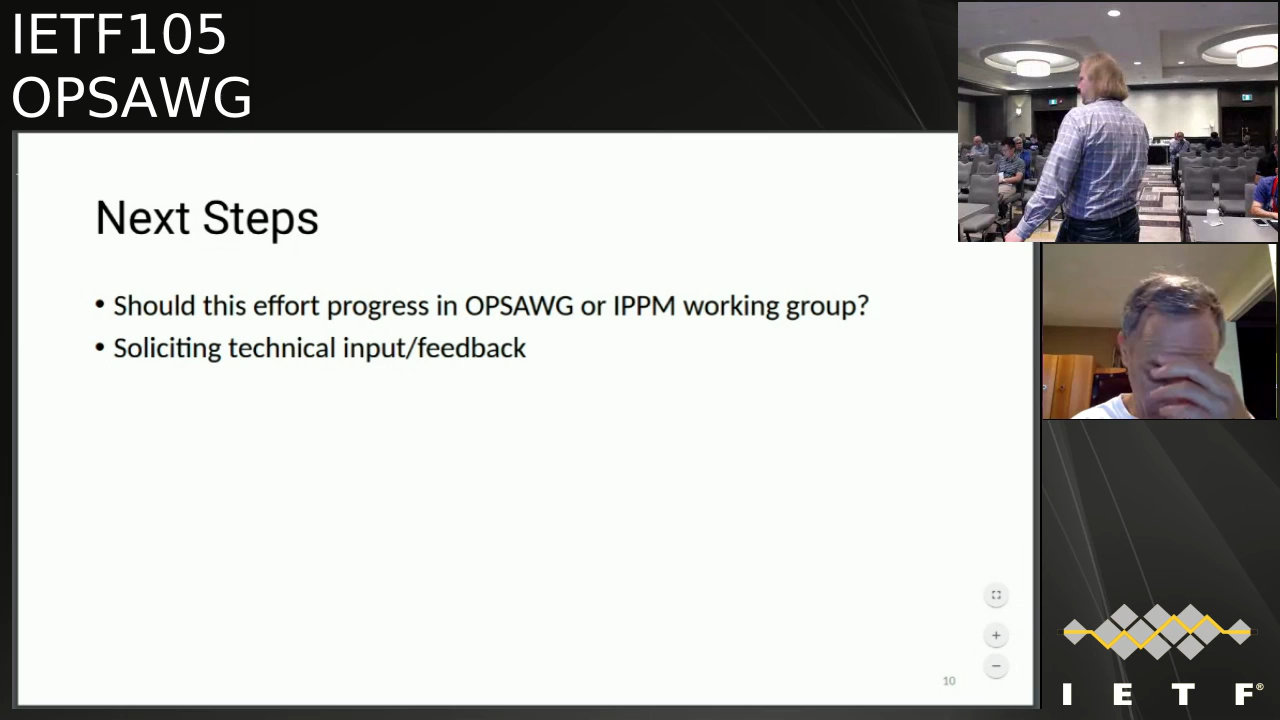 IETF105
OPSAWG
Next Steps
• Should this effort progress in OPSAWG or IPPM working group?
• Soliciting technical input/feedback
10
I E T F®